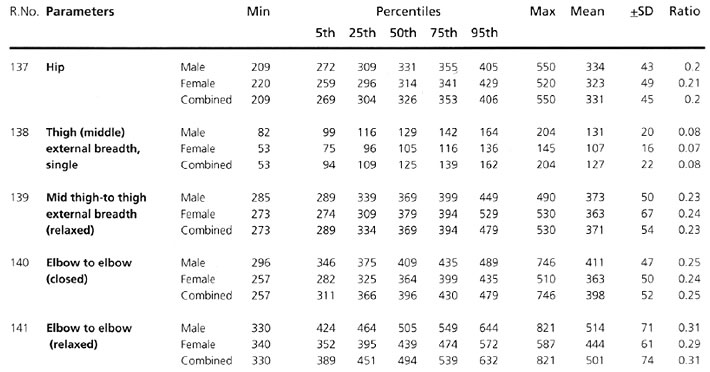 R.No. Parameters Min Percentiles Max Mean ±SD Ratio
5th 25th 50th 75th 95th
137 Hip Male 209 272 309 331 355 405 550 334 43 0.2
Female 220 259 296 314 341 429 520 323 49 0.21
Combined 209 269 304 326 353 406 550 331 45 0.2
138 Thigh (middle) Male 82 99 116 129 142 164 204 131 20 0.08
external breadth, Female 53 75 96 105 116 136 145 107 16 0.07
single Combined 53 94 109 125 139 162 204 127 22 0.08
139 Mid thigh-to thigh Male 285 289 339 369 399 449 490 373 50 0.23
external breadth Female 273 274 309 379 394 529 530 363 67 0.24
(relaxed) Combined 273 289 334 369 394 479 530 371 54 0.23
140 Elbow to elbow Male 296 346 375 409 435 489 746 411 47 0.25
(closed) Female 257 282 325 364 399 435 510 363 50 0.24
Combined 257 311 366 396 430 479 746 398 52 0.25
141 Elbow to elbow Male 330 424 464 505 549 644 821 514 71 0.31
(relaxed) Female 340 352 395 439 474 572 587 444 61 0.29
Combined 330 389 451 494 539 632 821 501 74 0.31